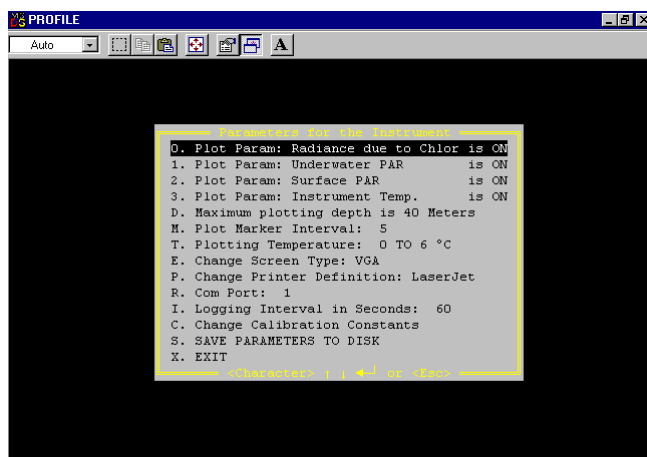 PROFILE
Auto
A
Parameters for the Instrument
0. Plot Param: Radiance due to Chlor is ON
1. Plot Param: Underwater PAR is ON
2. Plot Param: Surface PAR is ON
3. Plot Param: Instrument Temp. is ON
D. Maximum plotting depth is 40 Meters
M. Plot Marker Interval: 5
T. Plotting Temperature: 0 TO 6 °C
E. Change Screen Type: VGA
P. Change Printer Definition: LaserJet
R. Com Port: 1
I. Logging Interval in Seconds: 60
C. Change Calibration Constants
S. SAVE PARAMETERS TO DISK
X. EXIT
<Character> ↑ ↓ ◄┘ or <Esc>